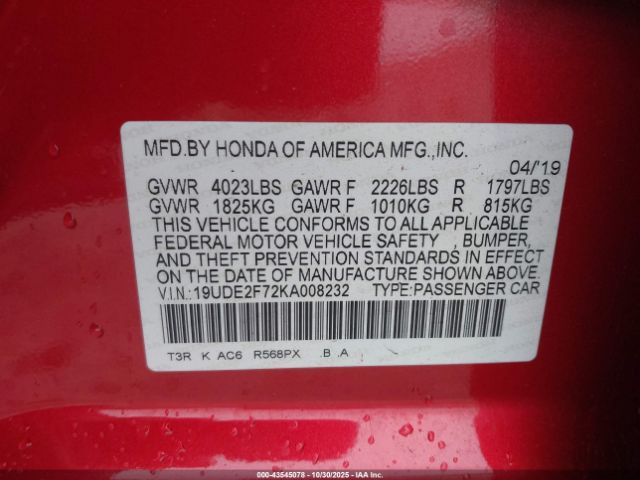 MFD.BY HONDA OF AMERICA MFG.,INC.
04/'19
GVWR 4023LBS GAWR F 2226LBS R 1797LBS
GVWR 1825KG GAWR F 1010KG R 815KG
THIS VEHICLE CONFORMS TO ALL APPLICABLE
FEDERAL MOTOR VEHICLE SAFETY , BUMPER,
AND THEFT PREVENTION STANDARDS IN EFFECT
ON THE DATE OF MANUFACTURE SHOWN ABOVE.
V.I.N.:19UDE2F72KA008232 TYPE:PASSENGER CAR
T3R K AC6 R568PX .B .A
000-43545078 - 10/30/2025 - IAA Inc.